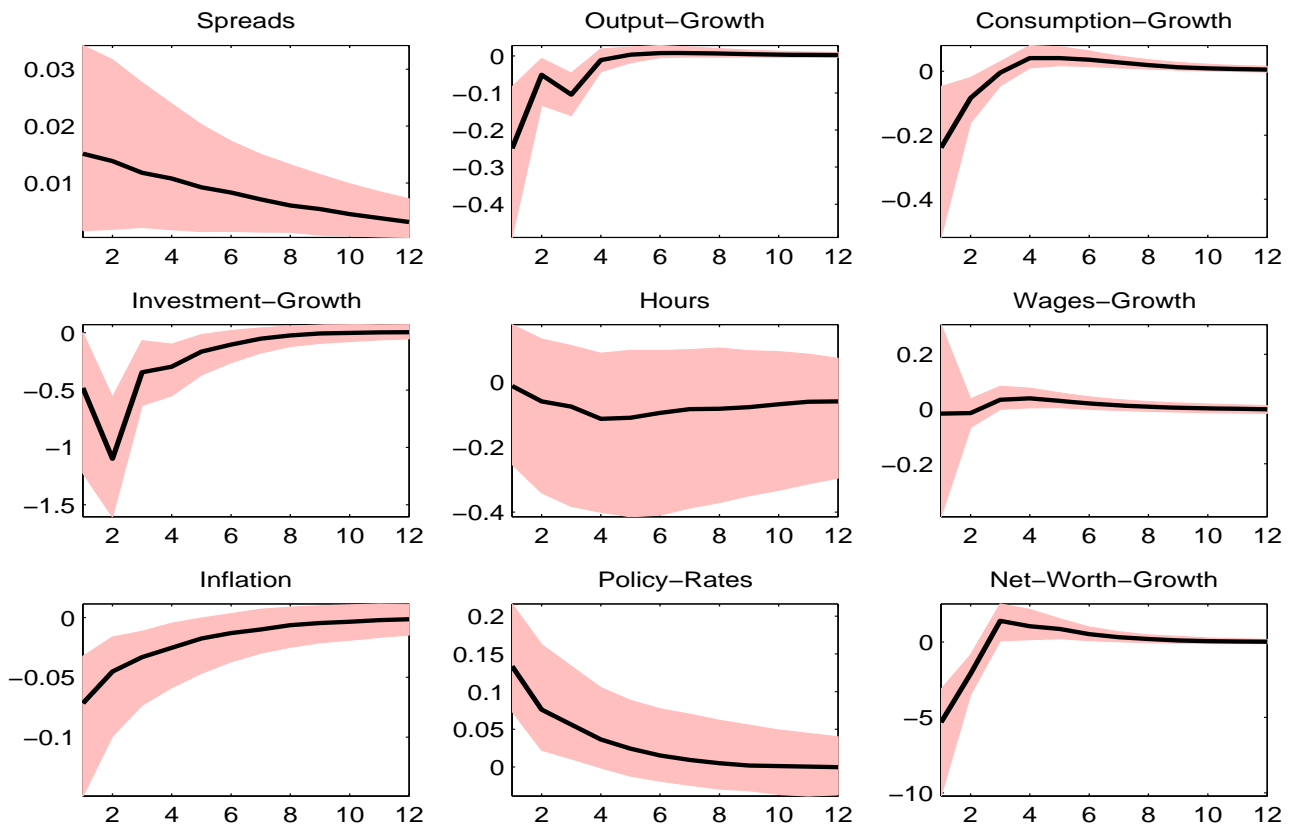 Spreads
0.03
0.02
0.01
2 4 6 8 10 12
Output−Growth
0
−0.1
−0.2
−0.3
−0.4
2 4 6 8 10 12
Consumption−Growth
0
−0.2
−0.4
2 4 6 8 10 12
Investment−Growth
0
−0.5
−1
−1.5
2 4 6 8 10 12
Hours
0
−0.2
−0.4
2 4 6 8 10 12
Wages−Growth
0.2
0
−0.2
2 4 6 8 10 12
Inflation
0
−0.05
−0.1
2 4 6 8 10 12
Policy−Rates
0.2
0.15
0.1
0.05
0
2 4 6 8 10 12
Net−Worth−Growth
0
−5
−10
2 4 6 8 10 12